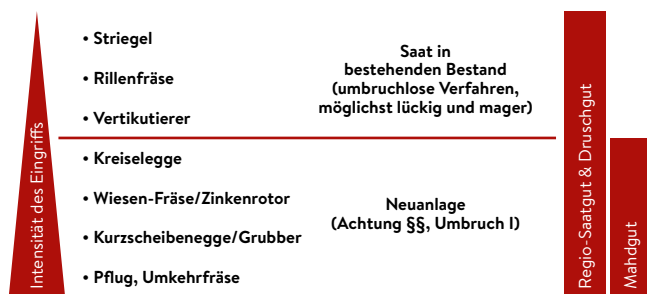 Intensität des Eingriffs
• Striegel
• Rillenfräse
• Vertikutierer
• Kreiselegge
• Wiesen-Fräse/Zinkenrotor
• Kurzscheibenegge/Grubber
• Pflug, Umkehrfräse
Saat in
bestehenden Bestand
(umbruchlose Verfahren,
möglichst lückig und mager)
Neuanlage
(Achtung §§, Umbruch I)
Regio-Saatgut & Druschgut
Mahdgut